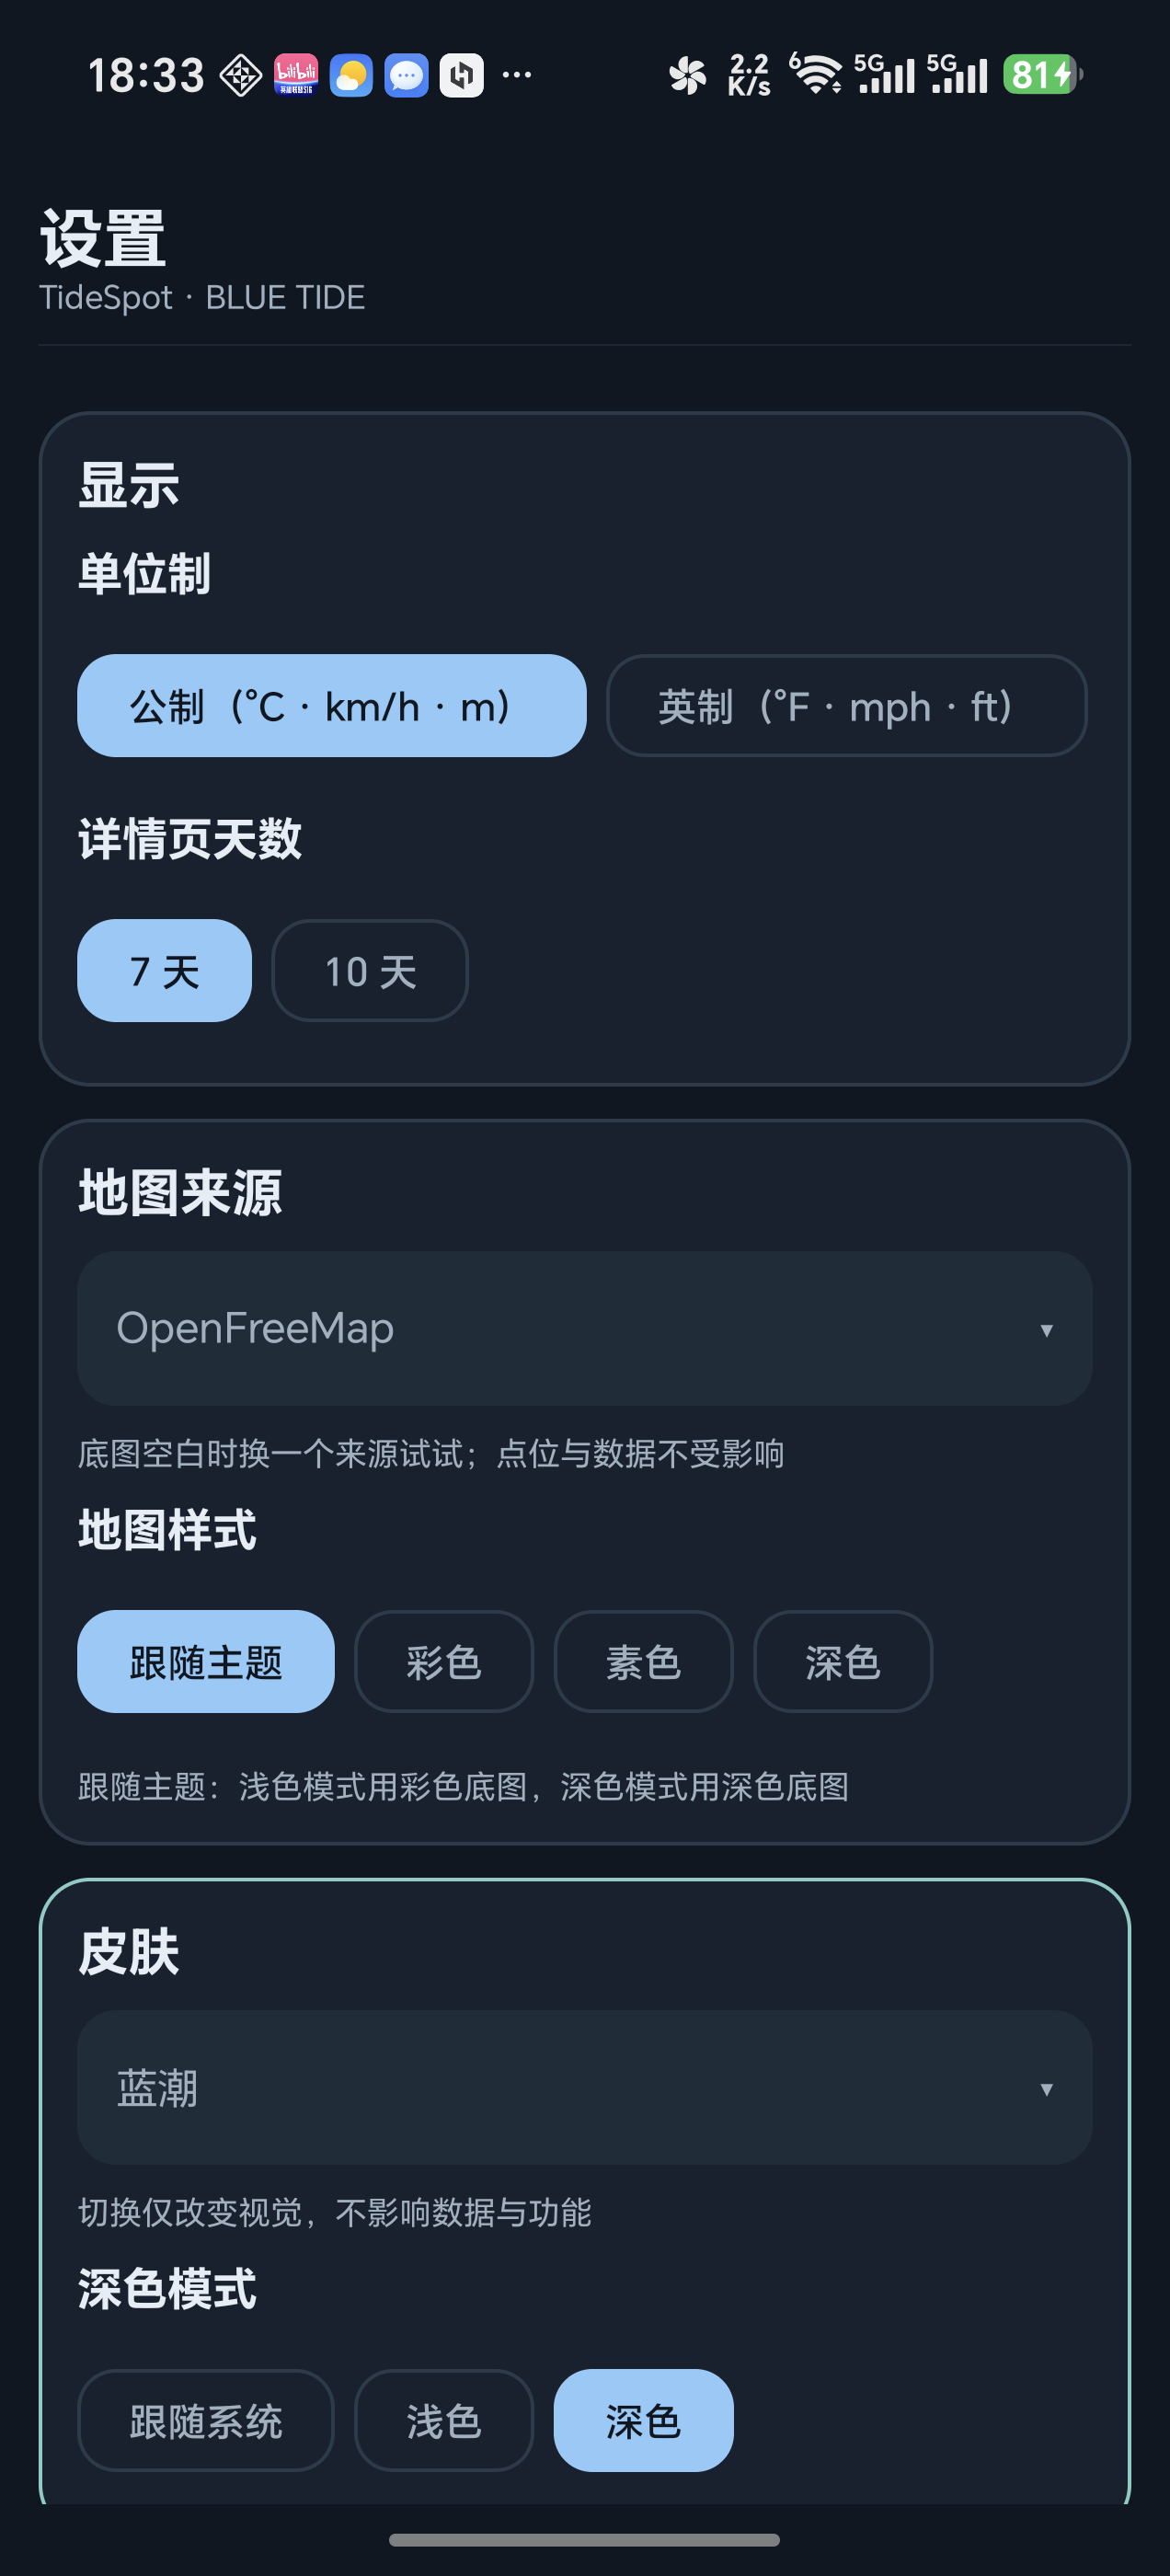 18:33
bilibili
2.2
K/s
6
5G
5G
81
设置
TideSpot · BLUE TIDE
显示
单位制
公制（°C · km/h · m）
英制（°F · mph · ft）
详情页天数
7 天
10 天
地图来源
OpenFreeMap
底图空白时换一个来源试试；点位与数据不受影响
地图样式
跟随主题
彩色
素色
深色
跟随主题：浅色模式用彩色底图，深色模式用深色底图
皮肤
蓝潮
切换仅改变视觉，不影响数据与功能
深色模式
跟随系统
浅色
深色